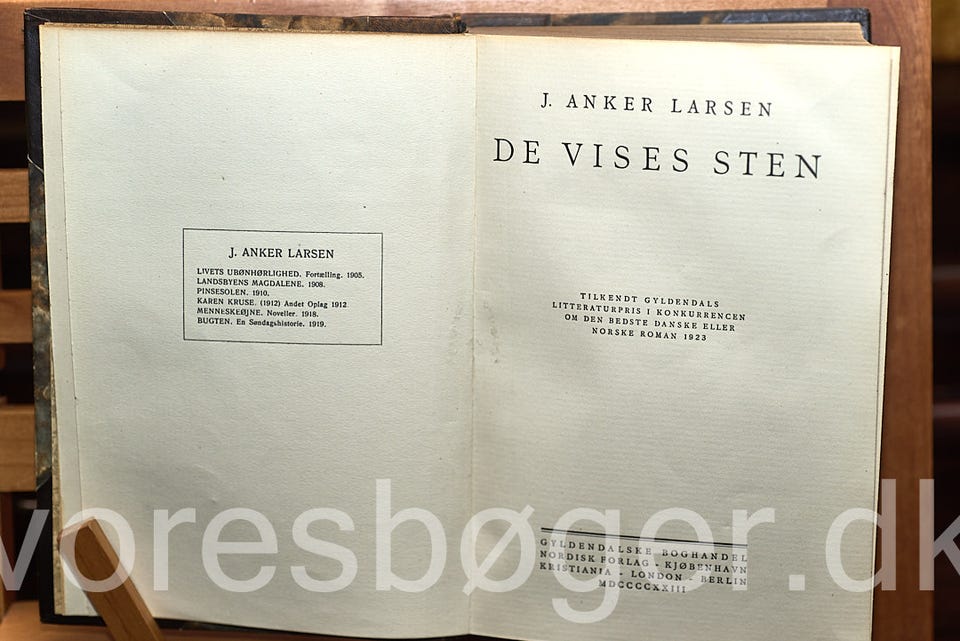 J. ANKER LARSEN
LIVETS UBØNHØRLIGHED. Fortælling. 1905.
LANDSBYENS MAGDALENE. 1908.
PINSESOLEN. 1910.
KAREN KRUSE. (1912) Andet Oplag 1912
MENNESKEØJNE. Noveller. 1918.
BUGTEN. En Søndagshistorie. 1919.
J. ANKER LARSEN
DE VISES STEN
TILKENDT GYLDENDALS
LITTERATURPRIS I KONKURRENCEN
OM DEN BEDSTE DANSKE ELLER
NORSKE ROMAN 1923
GYLDENDALSKE BOGHANDEL
NORDISK FORLAG - KJØBENHAVN
KRISTIANIA - LONDON - BERLIN
MDCCCCXXIII
voresbøger.dk